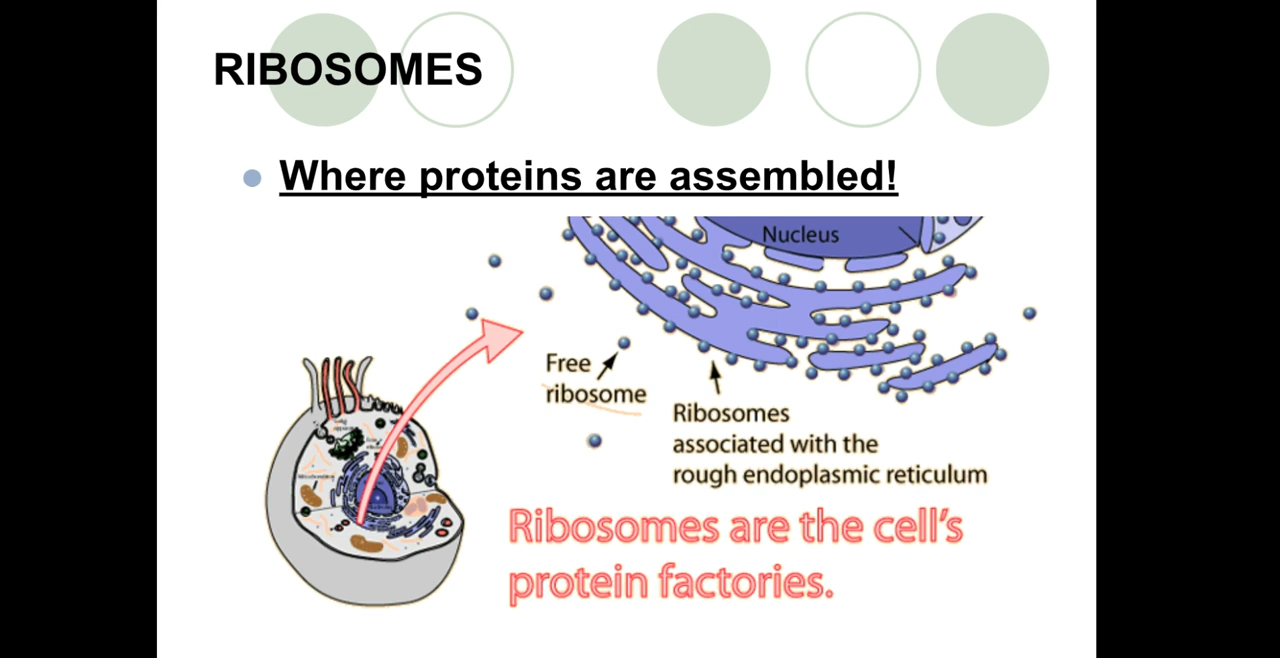 RIBOSOMES
Where proteins are assembled!
Nucleus
Free
ribosome
Ribosomes
associated with the
rough endoplasmic reticulum
Ribosomes are the cell's
protein factories.